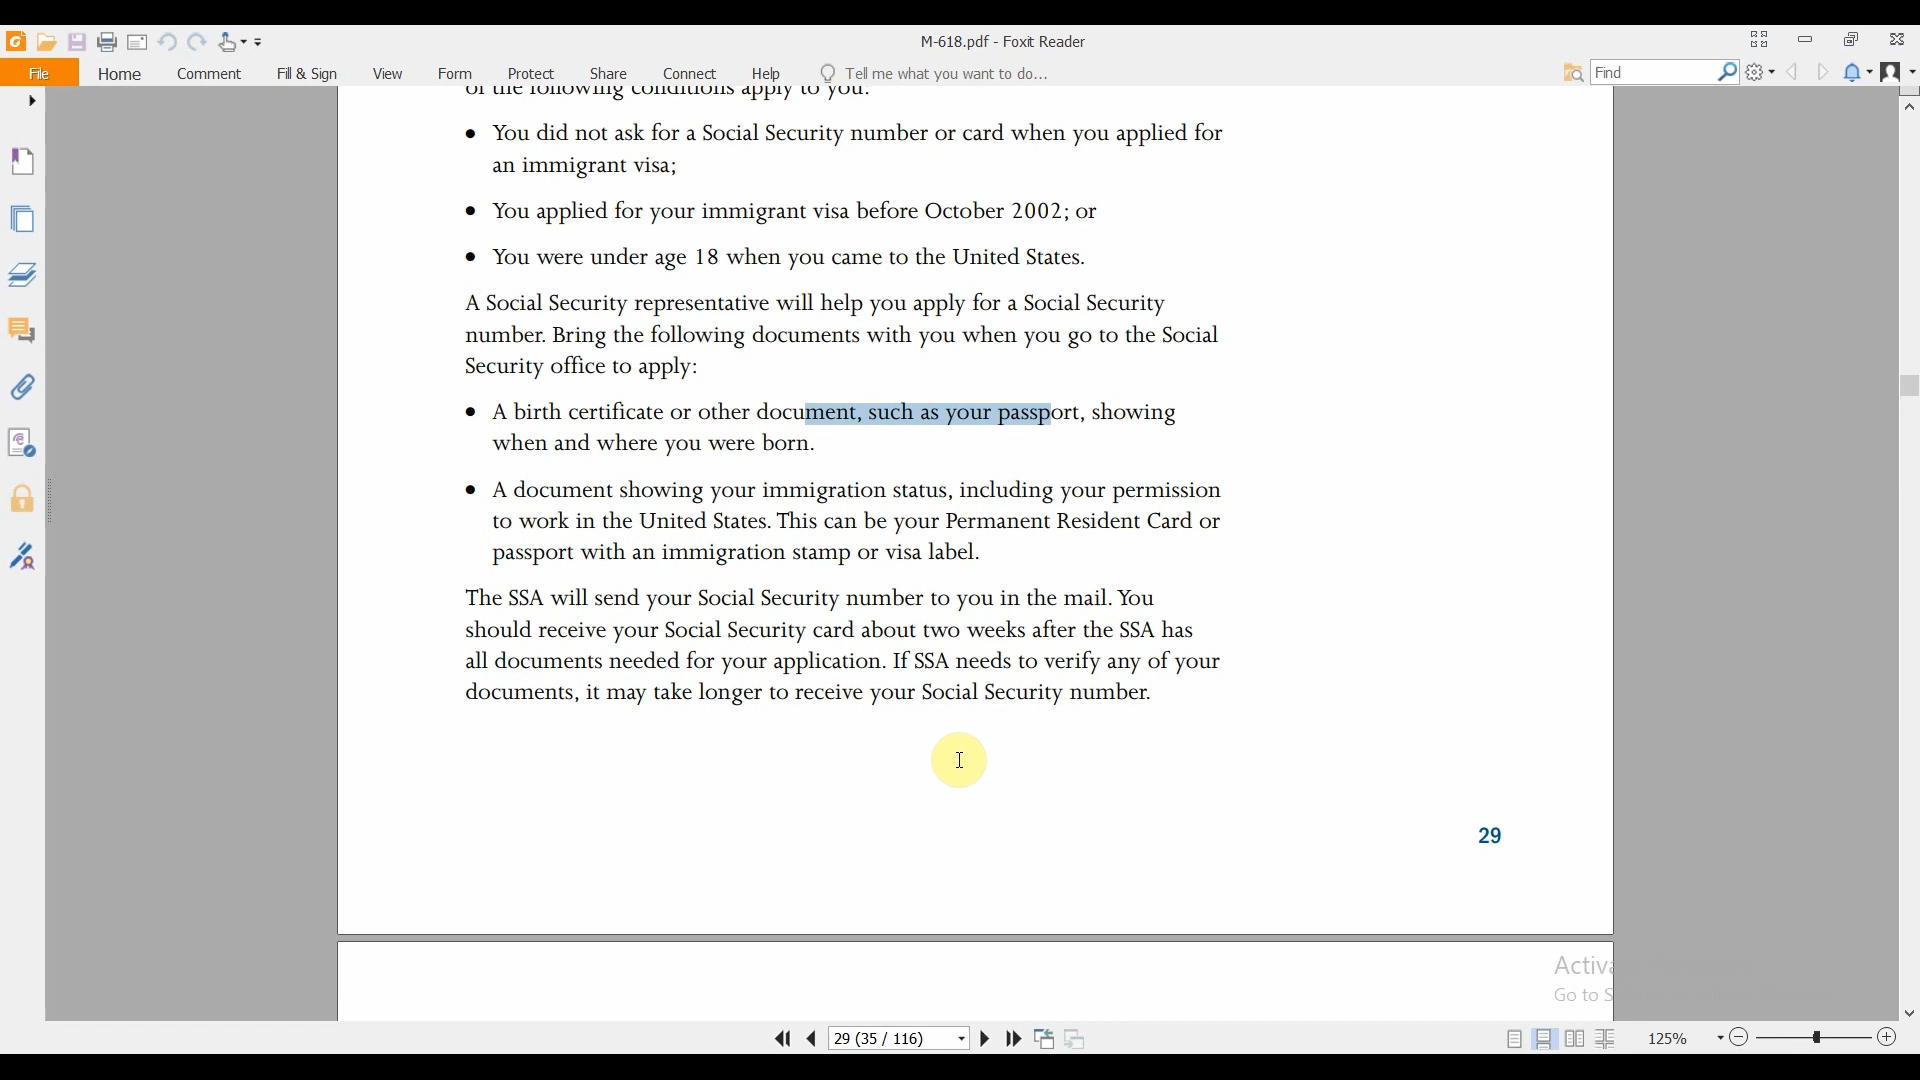 M-618.pdf - Foxit Reader
File Home Comment Fill & Sign View Form Protect Share Connect Help Tell me what you want to do... Find
of the following conditions apply to you:
• You did not ask for a Social Security number or card when you applied for
an immigrant visa;
• You applied for your immigrant visa before October 2002; or
• You were under age 18 when you came to the United States.
A Social Security representative will help you apply for a Social Security
number. Bring the following documents with you when you go to the Social
Security office to apply:
• A birth certificate or other document, such as your passport, showing
when and where you were born.
• A document showing your immigration status, including your permission
to work in the United States. This can be your Permanent Resident Card or
passport with an immigration stamp or visa label.
The SSA will send your Social Security number to you in the mail. You
should receive your Social Security card about two weeks after the SSA has
all documents needed for your application. If SSA needs to verify any of your
documents, it may take longer to receive your Social Security number.
29
Activa
Go to S
29 (35 / 116) 125%